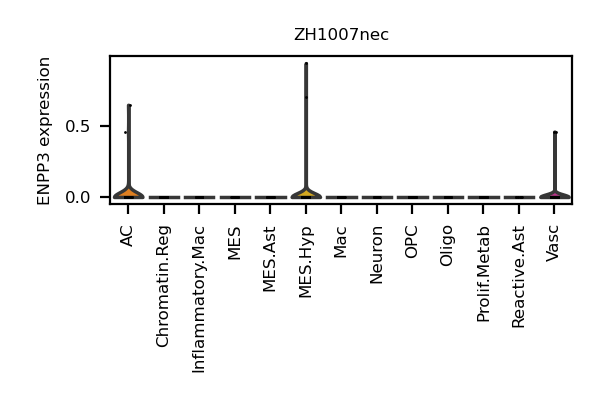 ZH1007nec
ENPP3 expression
0.5
0.0
AC
Chromatin.Reg
Inflammatory.Mac
MES
MES.Ast
MES.Hyp
Mac
Neuron
OPC
Oligo
Prolif.Metab
Reactive.Ast
Vasc